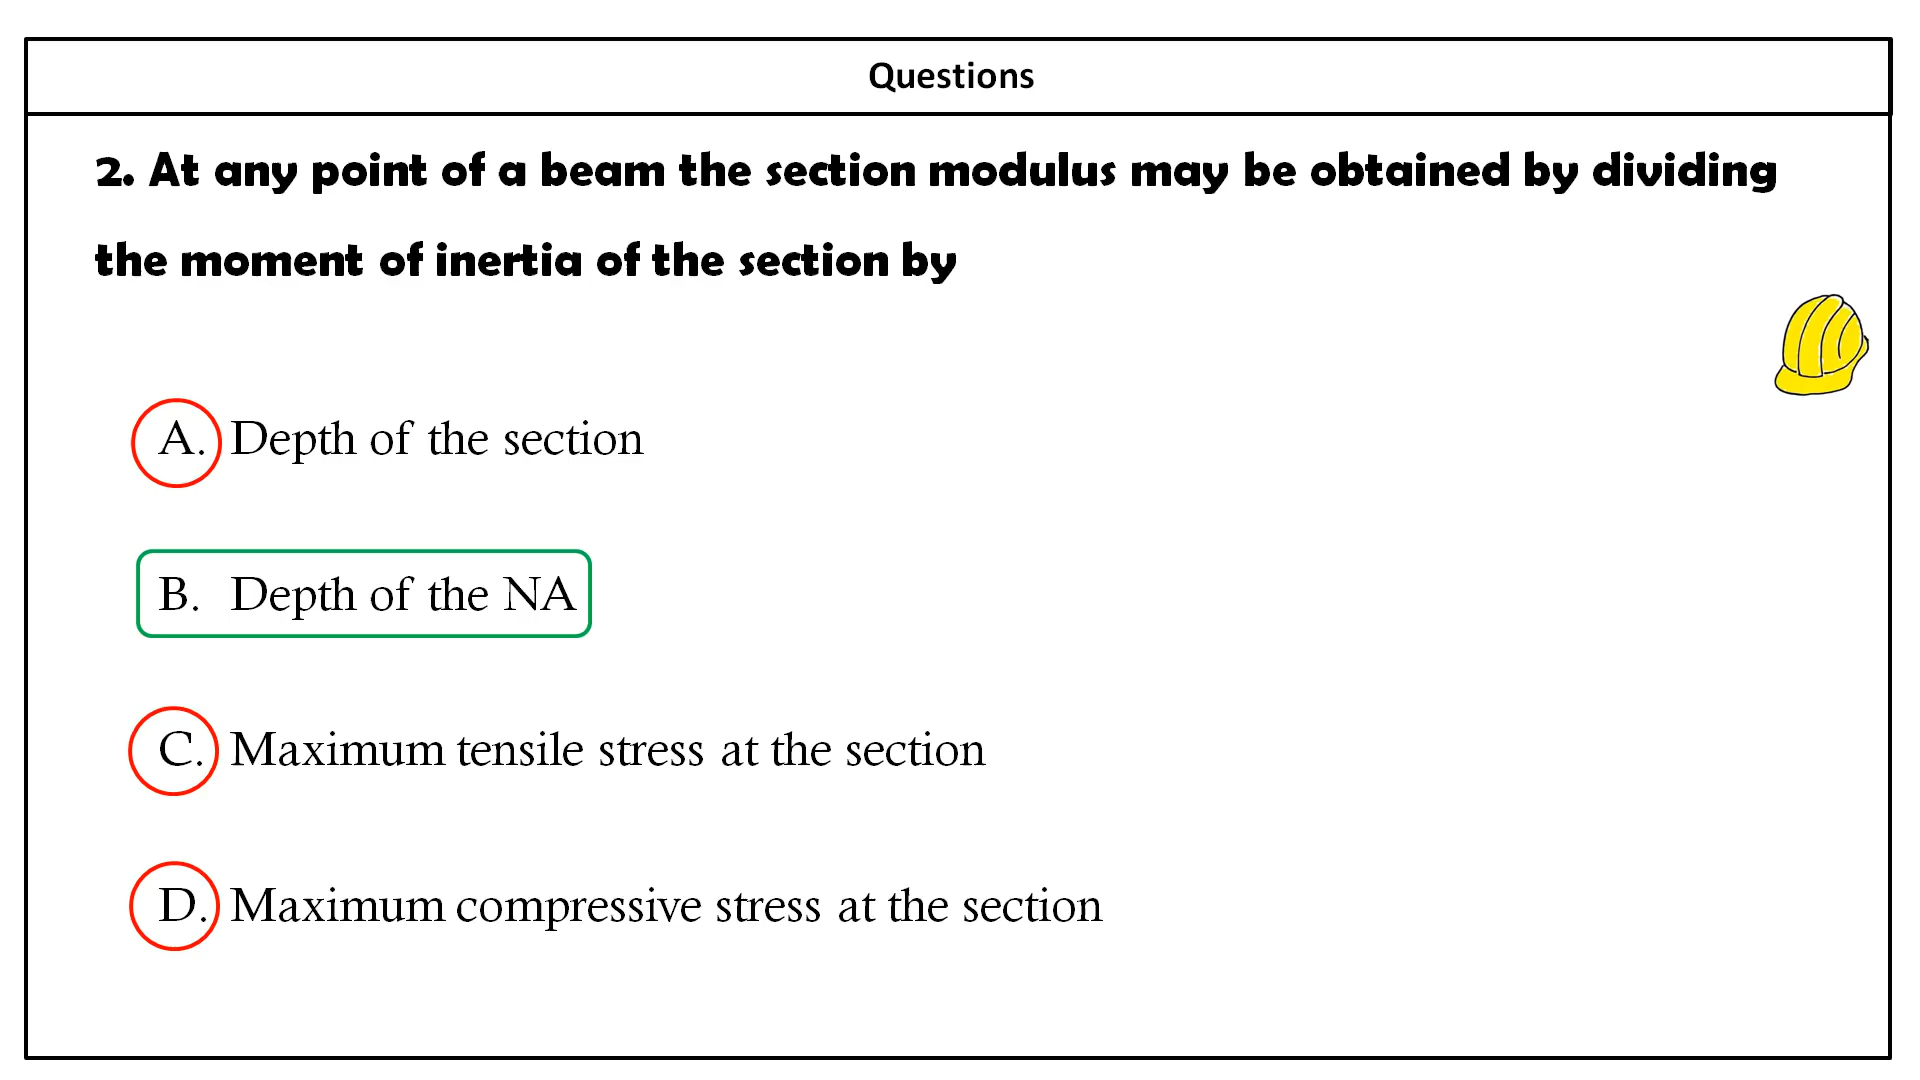 Questions
2. At any point of a beam the section modulus may be obtained by dividing
the moment of inertia of the section by
A. Depth of the section
B. Depth of the NA
C. Maximum tensile stress at the section
D. Maximum compressive stress at the section